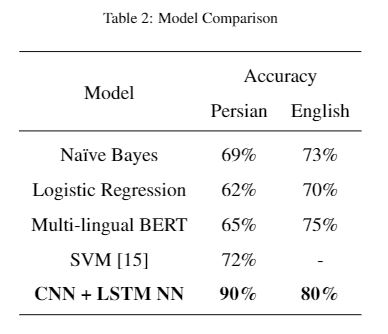 Table 2: Model Comparison
Accuracy
Model
Persian English
Naïve Bayes 69% 73%
Logistic Regression 62% 70%
Multi-lingual BERT 65% 75%
SVM [15] 72% -
CNN + LSTM NN 90% 80%